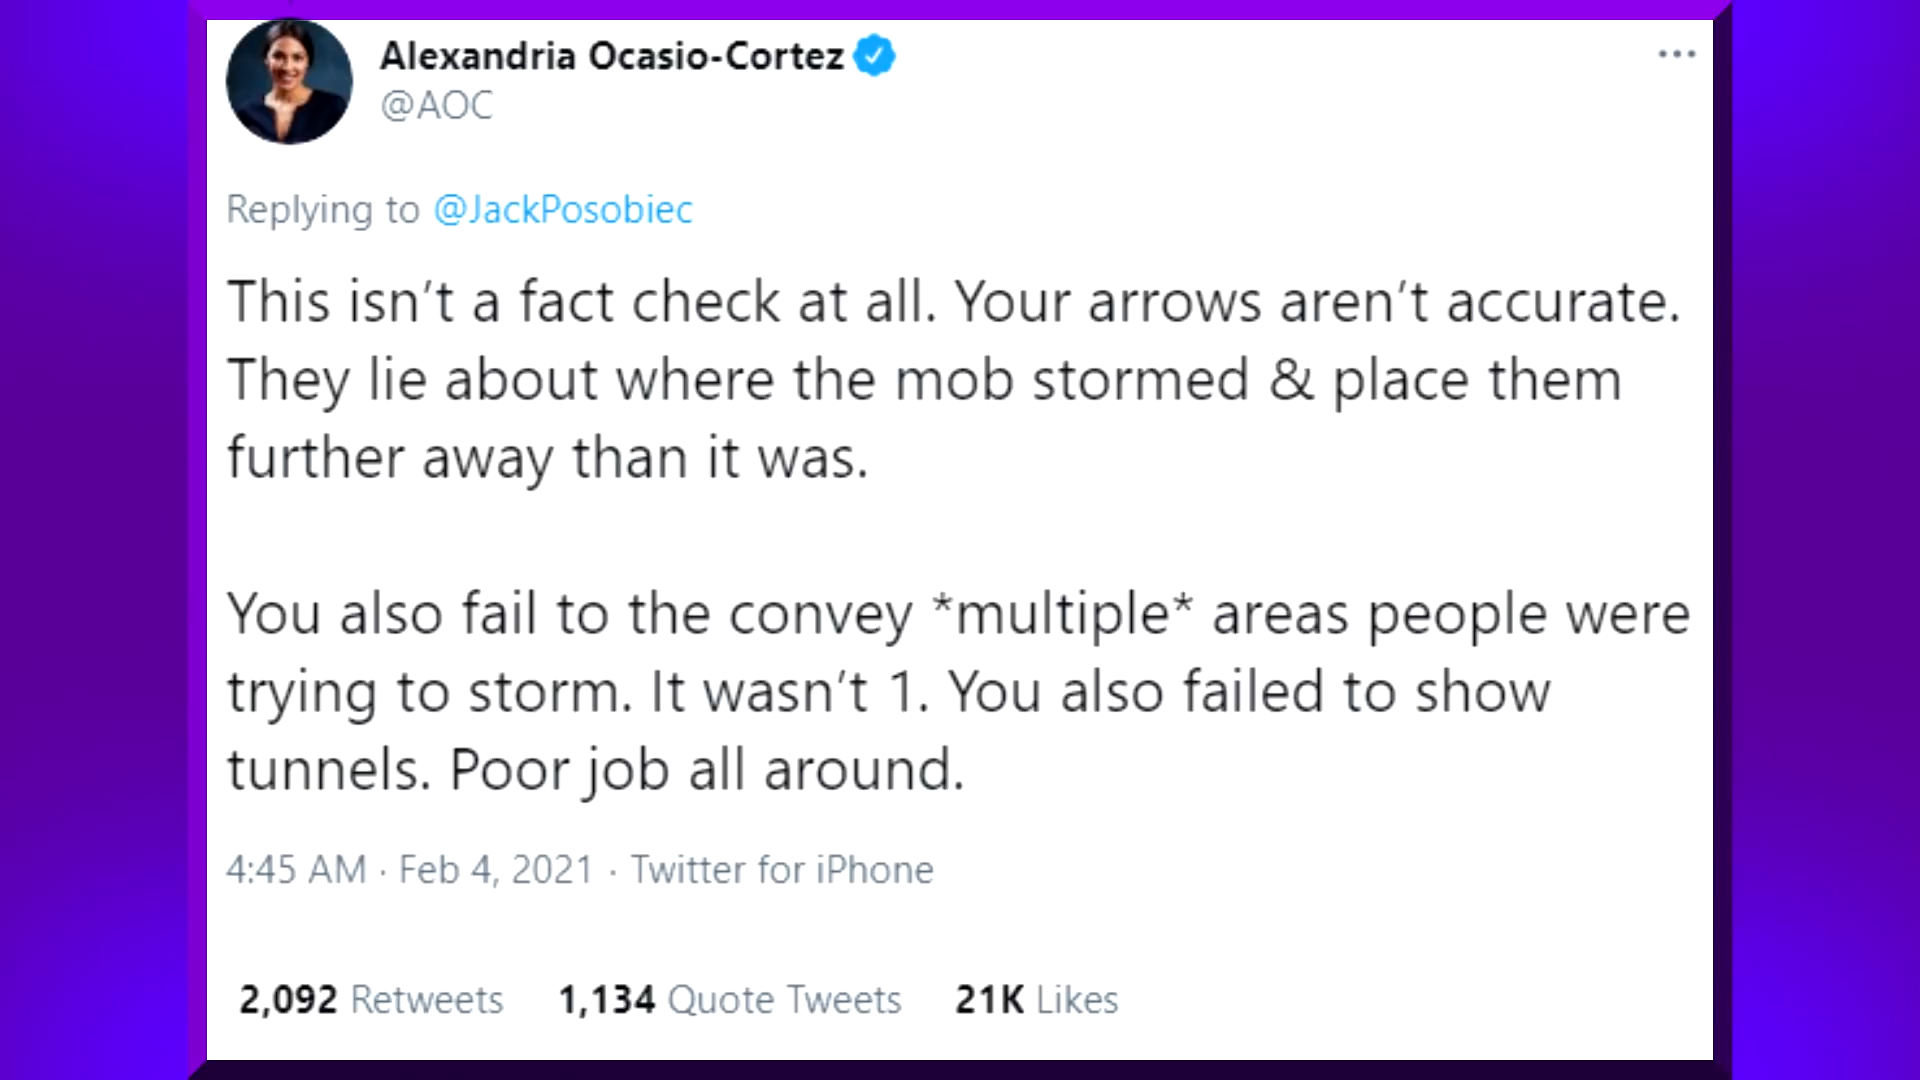 Alexandria Ocasio-Cortez
@AOC
Replying to @JackPosobiec
This isn’t a fact check at all. Your arrows aren’t accurate.
They lie about where the mob stormed & place them
further away than it was.
You also fail to the convey *multiple* areas people were
trying to storm. It wasn’t 1. You also failed to show
tunnels. Poor job all around.
4:45 AM · Feb 4, 2021 · Twitter for iPhone
2,092 Retweets 1,134 Quote Tweets 21K Likes